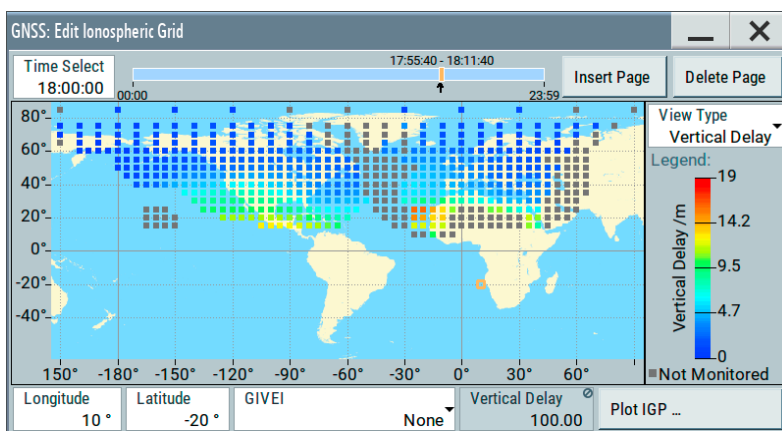 GNSS: Edit Ionospheric Grid
Time Select
18:00:00
17:55:40 - 18:11:40
00:00
23:59
Insert Page
Delete Page
View Type
Vertical Delay
Legend:
80°
60°
40°
20°
0°
-20°
-40°
150° -180° -150° -120° -90° -60° -30° 0° 30° 60°
Vertical Delay /m
19
14.2
9.5
4.7
0
Not Monitored
Longitude
10 °
Latitude
-20 °
GIVEI
None
Vertical Delay
100.00
Plot IGP ...